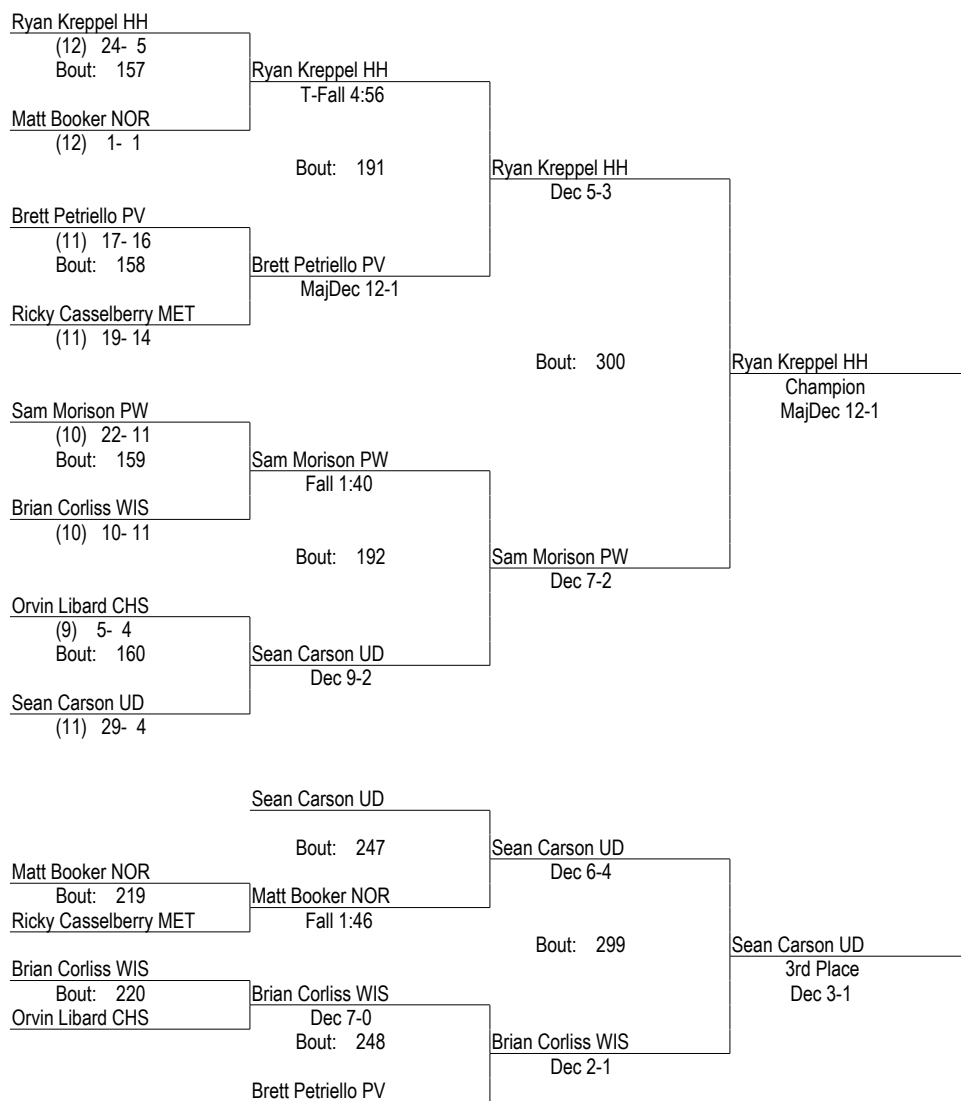 Ryan Kreppel HH
(12) 24- 5
Bout: 157
Ryan Kreppel HH
T-Fall 4:56
Matt Booker NOR
(12) 1- 1
Bout: 191
Ryan Kreppel HH
Dec 5-3
Brett Petriello PV
(11) 17- 16
Bout: 158
Brett Petriello PV
MajDec 12-1
Ricky Casselberry MET
(11) 19- 14
Bout: 300
Ryan Kreppel HH
Champion
MajDec 12-1
Sam Morison PW
(10) 22- 11
Bout: 159
Sam Morison PW
Fall 1:40
Brian Corliss WIS
(10) 10- 11
Bout: 192
Sam Morison PW
Dec 7-2
Orvin Libard CHS
(9) 5- 4
Bout: 160
Sean Carson UD
Dec 9-2
Sean Carson UD
(11) 29- 4
Sean Carson UD
Bout: 247
Sean Carson UD
Dec 6-4
Matt Booker NOR
Bout: 219
Matt Booker NOR
Ricky Casselberry MET
Fall 1:46
Bout: 299
Sean Carson UD
3rd Place
Dec 3-1
Brian Corliss WIS
Bout: 220
Brian Corliss WIS
Orvin Libard CHS
Dec 7-0
Bout: 248
Brian Corliss WIS
Dec 2-1
Brett Petriello PV